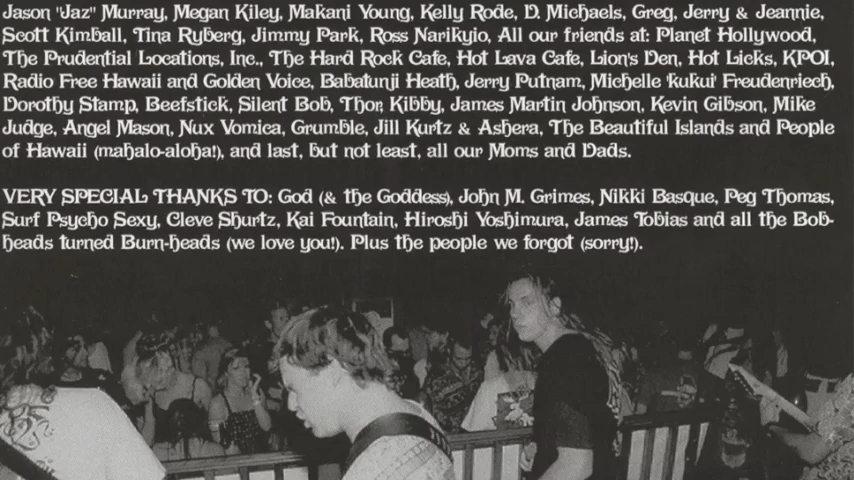 Jason "Jaz" Murray, Megan Kiley, Makani Young, Kelly Rode, D. Michaels, Greg, Jerry & Jeannie,
Scott Kimball, Tina Ryberg, Jimmy Park, Ross Narikyio, All our friends at: Planet Hollywood,
The Prudential Locations, Inc., The Hard Rock Cafe, Hot Lava Cafe, Lion's Den, Hot Licks, KPOI,
Radio Free Hawaii and Golden Voice, Babatunji Heath, Jerry Putnam, Michelle 'kukui' Freudenriech,
Dorothy Stamp, Beefstick, Silent Bob, Thor Kibby, James Martin Johnson, Kevin Gibson, Mike
Judge, Angel Mason, Nux Vomica, Grumble, Jill Kurtz & Ashera, The Beautiful Islands and People
of Hawaii (mahalo-aloha!), and last, but not least, all our Moms and Dads.
VERY SPECIAL THANKS TO: God (& the Goddess), John M. Grimes, Nikki Basque, Peg Thomas,
Surf Psycho Sexy, Cleve Shurtz, Kai Fountain, Hiroshi Yoshimura, James Tobias and all the Bob-
heads turned Burn-heads (we love you!). Plus the people we forgot (sorry!).